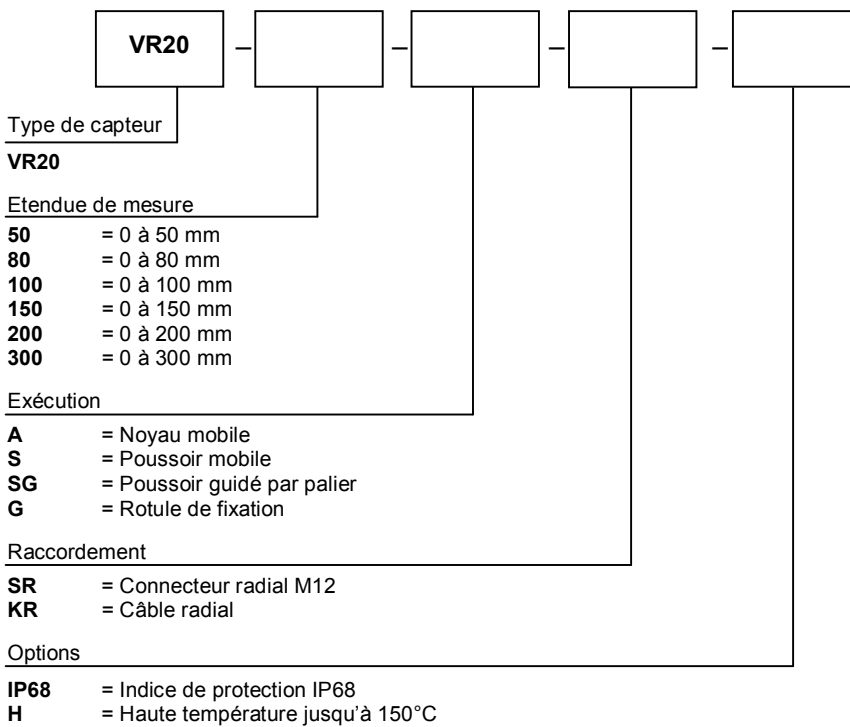 VR20 – – – –
Type de capteur
VR20
Etendue de mesure
50 = 0 à 50 mm
80 = 0 à 80 mm
100 = 0 à 100 mm
150 = 0 à 150 mm
200 = 0 à 200 mm
300 = 0 à 300 mm
Exécution
A = Noyau mobile
S = Poussoir mobile
SG = Poussoir guidé par palier
G = Rotule de fixation
Raccordement
SR = Connecteur radial M12
KR = Câble radial
Options
IP68 = Indice de protection IP68
H = Haute température jusqu'à 150°C